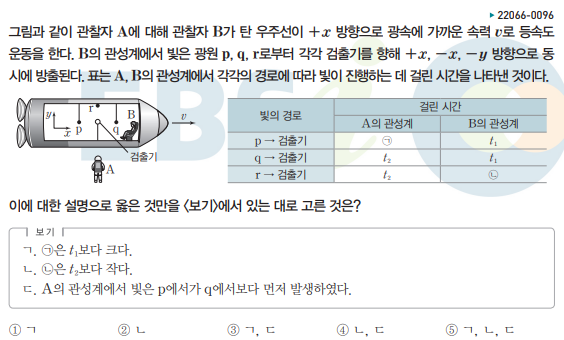 ▶ 22066-0096
그림과 같이 관찰자 A에 대해 관찰자 B가 탄 우주선이 +x 방향으로 광속에 가까운 속력 v로 등속도
운동을 한다. B의 관성계에서 빛은 광원 p, q, r로부터 각각 검출기를 향해 +x, −x, −y 방향으로 동
시에 방출된다. 표는 A, B의 관성계에서 각각의 경로에 따라 빛이 진행하는 데 걸린 시간을 나타낸 것이다.
y
x
p
r
q
B
v
검출기
A
빛의 경로 걸린 시간
A의 관성계 B의 관성계
p → 검출기 ㉠ t₁
q → 검출기 t₂ t₁
r → 검출기 t₂ ㉡
이에 대한 설명으로 옳은 것만을 <보기>에서 있는 대로 고른 것은?
보기
ㄱ. ㉠은 t₁보다 크다.
ㄴ. ㉡은 t₂보다 작다.
ㄷ. A의 관성계에서 빛은 p에서가 q에서보다 먼저 발생하였다.
① ㄱ ② ㄴ ③ ㄱ, ㄷ ④ ㄴ, ㄷ ⑤ ㄱ, ㄴ, ㄷ
EBS